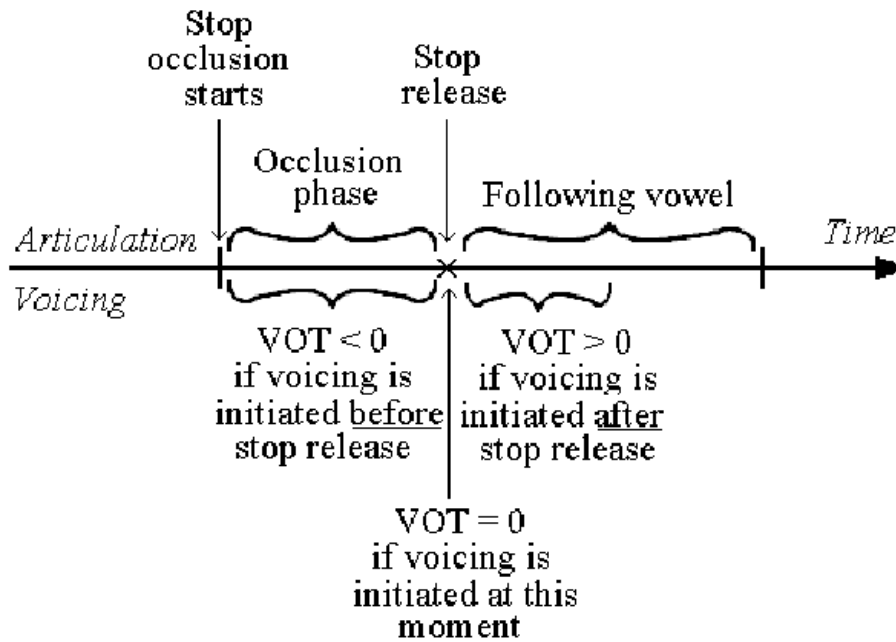 Stop
occlusion
starts
Stop
release
Occlusion
phase
Following vowel
Articulation
Time
Voicing
VOT < 0
if voicing is
initiated before
stop release
VOT > 0
if voicing is
initiated after
stop release
VOT = 0
if voicing is
initiated at this
moment